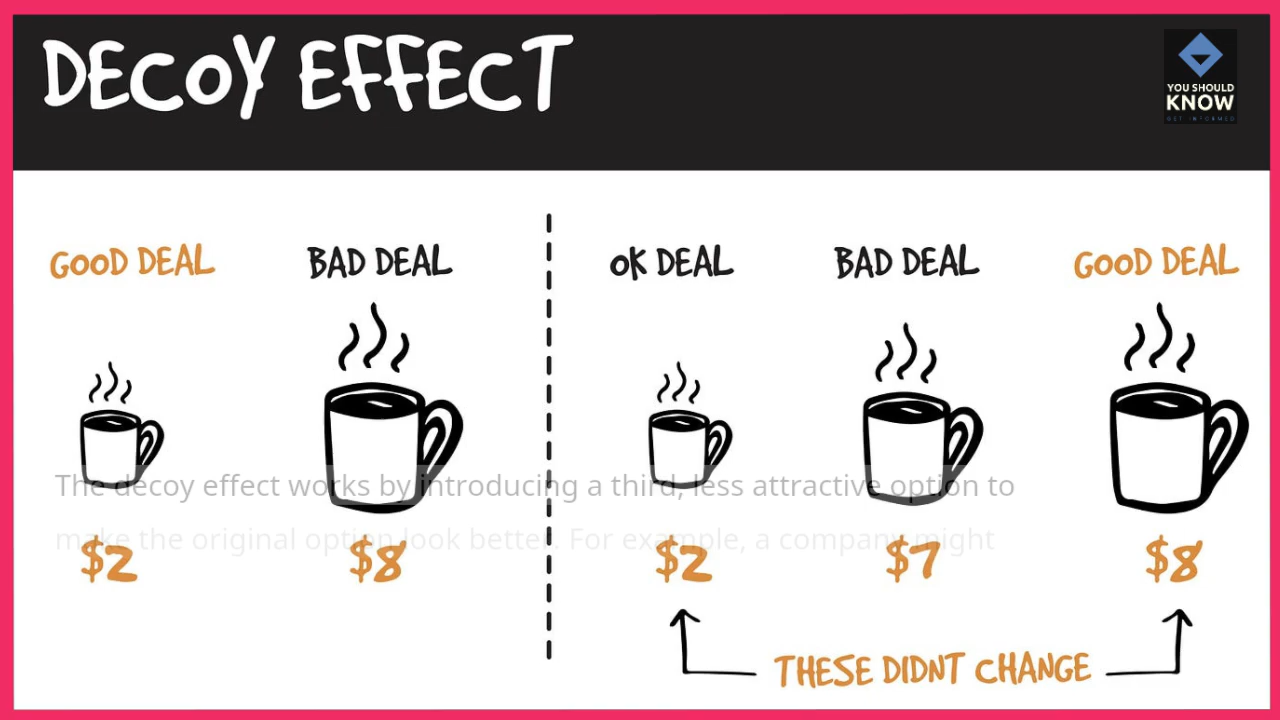 DECOY EFFECT
YOU SHOULD
KNOW
GET INFORMED
GOOD DEAL BAD DEAL OK DEAL BAD DEAL GOOD DEAL
The decoy effect works by introducing a third, less attractive option to
make the original option look better. For example, a company might
$2 $8 $2 $7 $8
THESE DIDNT CHANGE